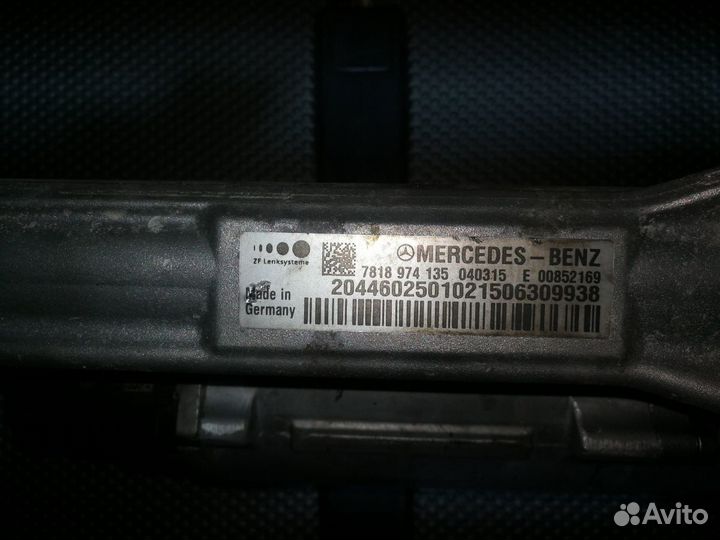 MERCEDES-BENZ
ZF Lenksysteme
7818 974 135 040315 E 00852169
Made in
Germany
2044602501021506309938
Avito